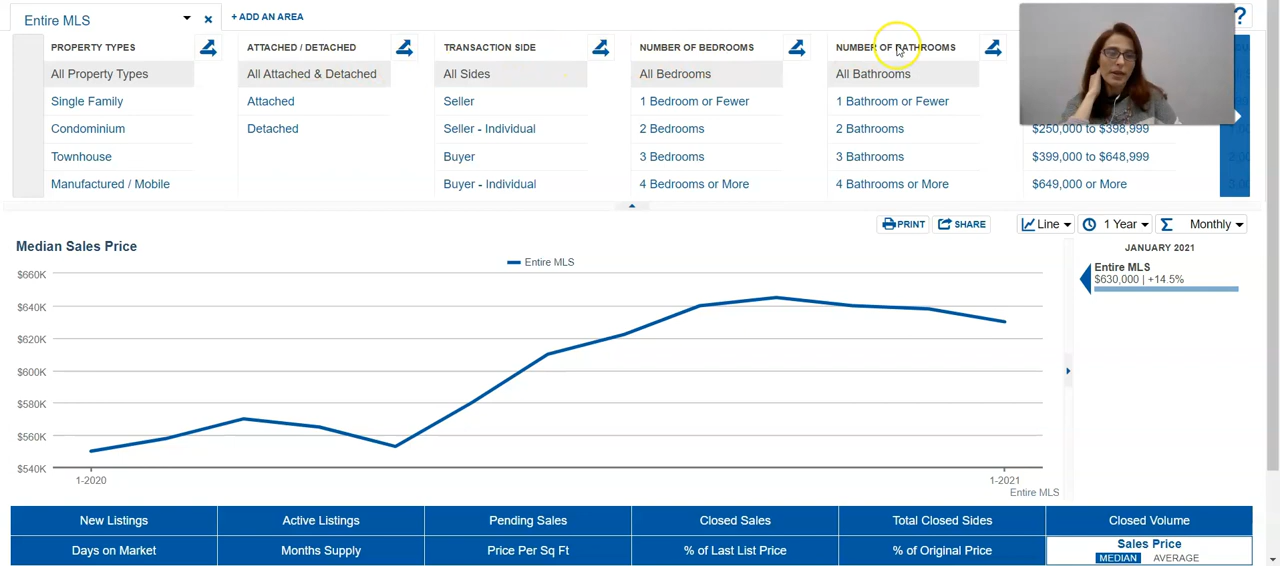 Entire MLS
+ ADD AN AREA
?
PROPERTY TYPES
All Property Types
Single Family
Condominium
Townhouse
Manufactured / Mobile
ATTACHED / DETACHED
All Attached & Detached
Attached
Detached
TRANSACTION SIDE
All Sides
Seller
Seller - Individual
Buyer
Buyer - Individual
NUMBER OF BEDROOMS
All Bedrooms
1 Bedroom or Fewer
2 Bedrooms
3 Bedrooms
4 Bedrooms or More
NUMBER OF BATHROOMS
All Bathrooms
1 Bathroom or Fewer
2 Bathrooms
3 Bathrooms
4 Bathrooms or More
$250,000 to $398,999
$399,000 to $648,999
$649,000 or More
PRINT
SHARE
Line
1 Year
Σ Monthly
Median Sales Price
Entire MLS
$660K
$640K
$620K
$600K
$580K
$560K
$540K
1-2020
1-2021
Entire MLS
JANUARY 2021
Entire MLS
$630,000 | +14.5%
New Listings
Active Listings
Pending Sales
Closed Sales
Total Closed Sides
Closed Volume
Days on Market
Months Supply
Price Per Sq Ft
% of Last List Price
% of Original Price
Sales Price
MEDIAN AVERAGE